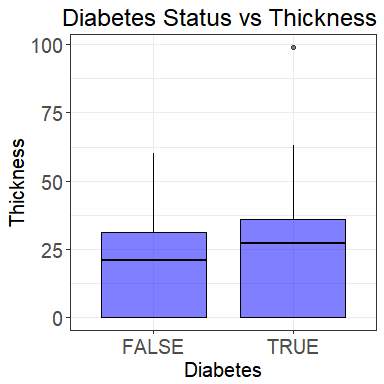 Diabetes Status vs Thickness
100
75
50
25
0
Thickness
FALSE TRUE
Diabetes